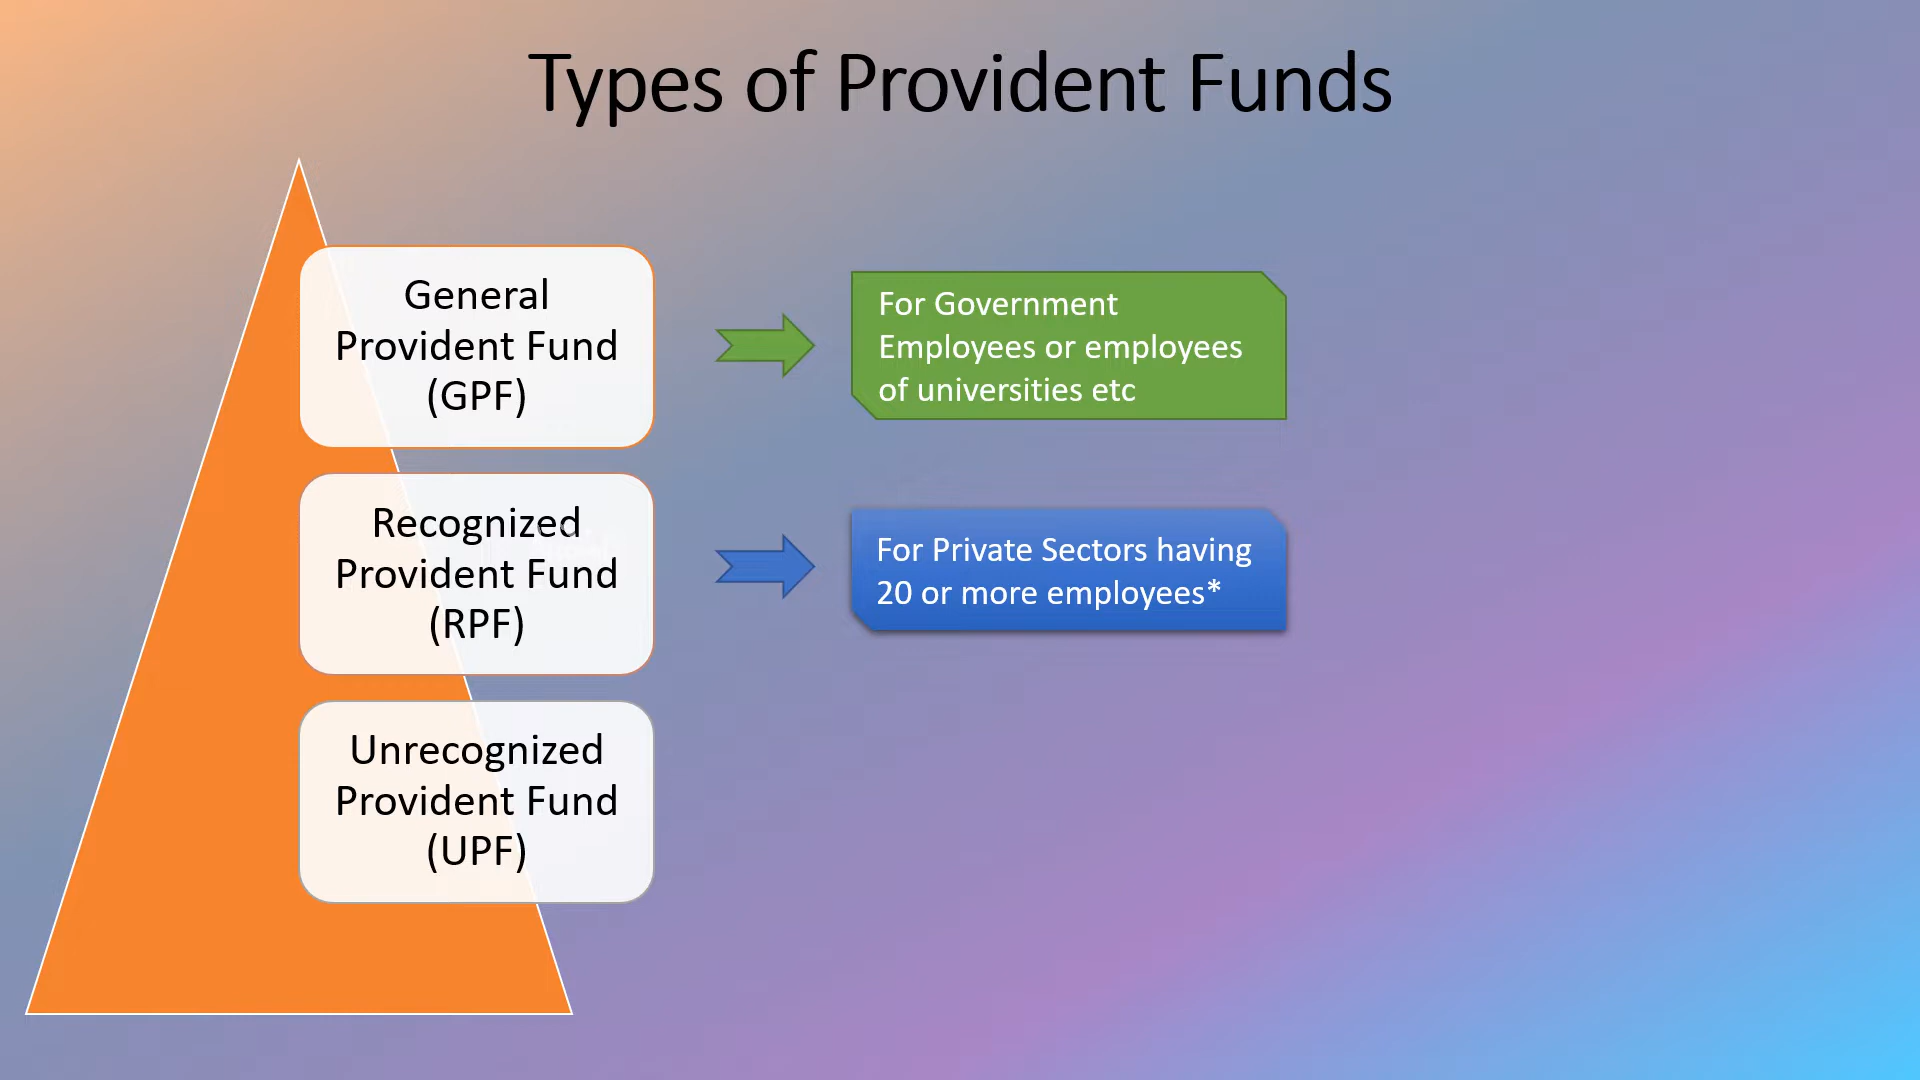 Types of Provident Funds
General
Provident Fund
(GPF)
For Government
Employees or employees
of universities etc
Recognized
Provident Fund
(RPF)
For Private Sectors having
20 or more employees*
Unrecognized
Provident Fund
(UPF)